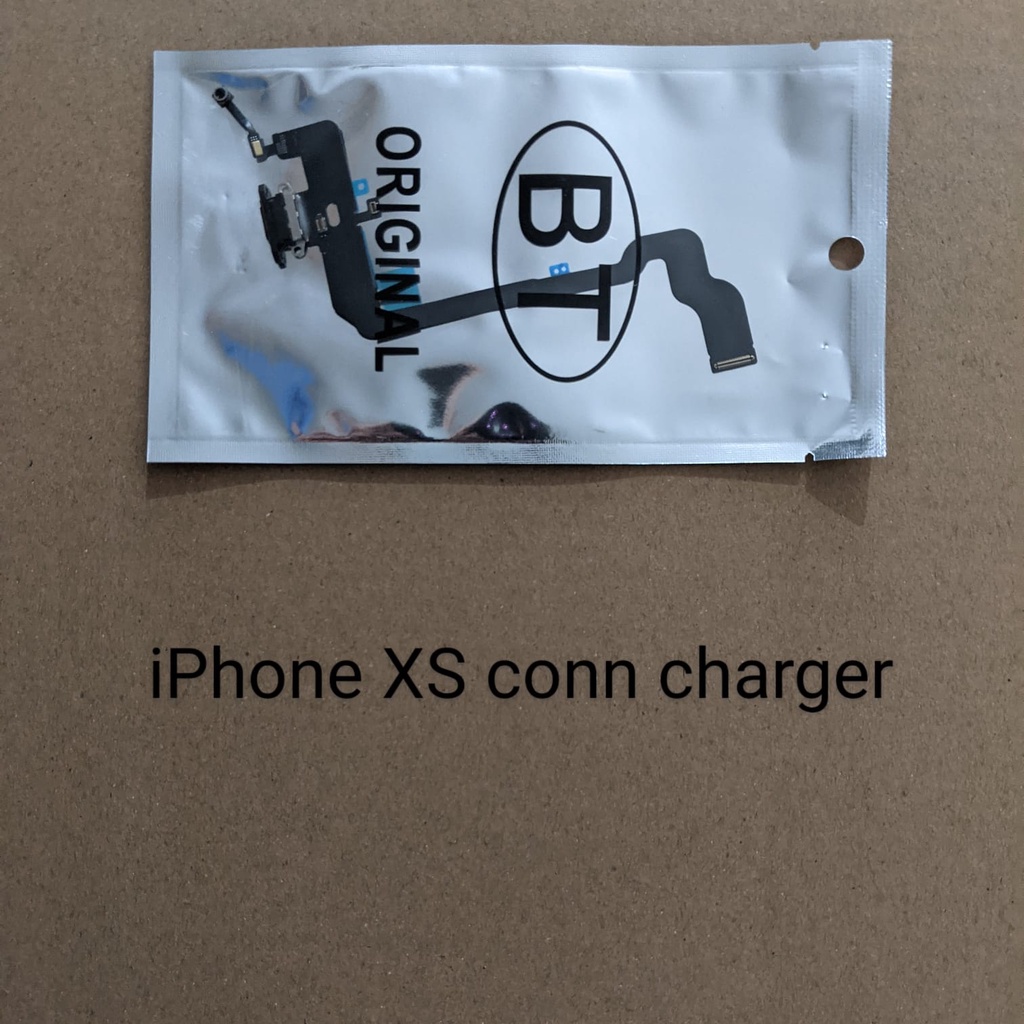 ORIGINAL
BT
iPhone XS conn charger